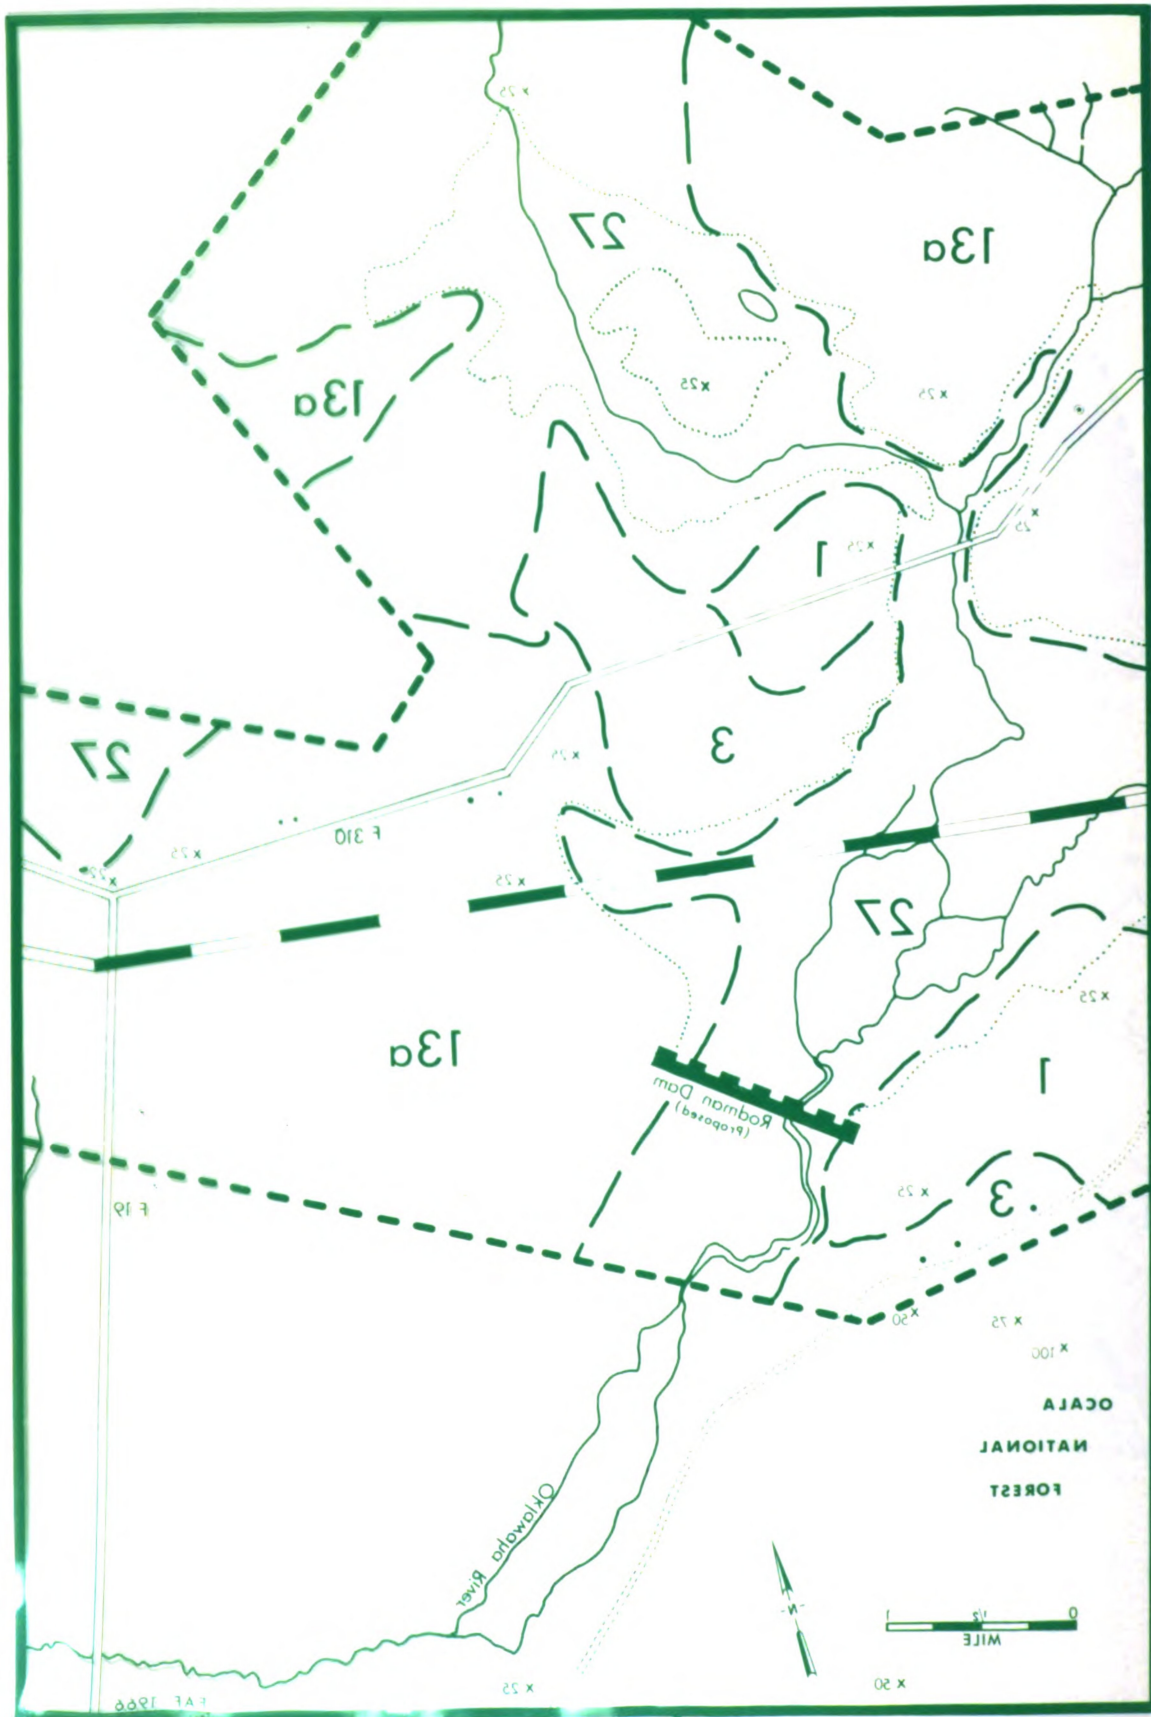 x 25
27
13a
x 25
13a
x 25
x
25
1
x 25
3
27
x 25
F 310
x 25
x 25
27
x 25
13a
1
Rodman Dam
(Proposed)
x 25
3
F 19
x 50
x 75
x 100
OCALA
NATIONAL
FOREST
Oklawaha River
N
0 1/2 1
MILE
x 25
x 50
FAF 1966